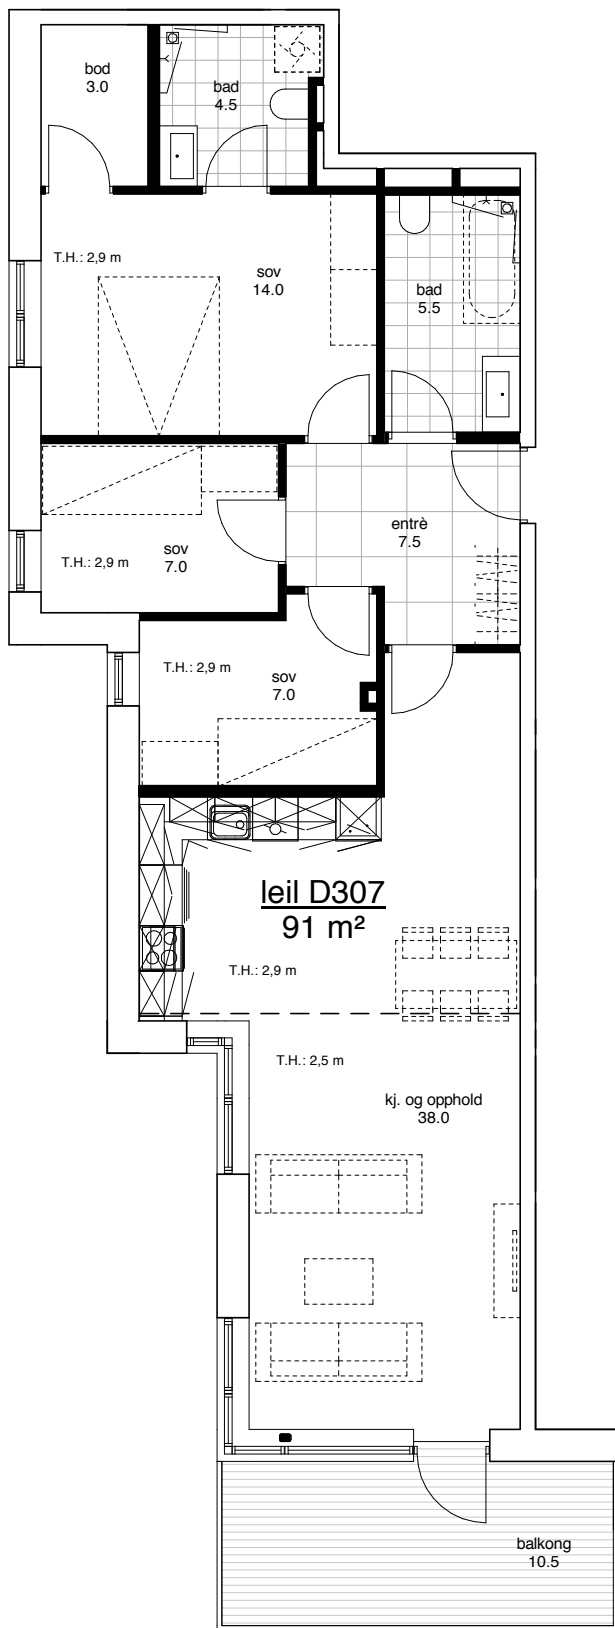 bod
3.0
bad
4.5
T.H.: 2,9 m
sov
14.0
bad
5.5
entrè
7.5
sov
7.0
T.H.: 2,9 m
T.H.: 2,9 m
sov
7.0
leil D307
91 m²
T.H.: 2,9 m
T.H.: 2,5 m
kj. og opphold
38.0
balkong
10.5